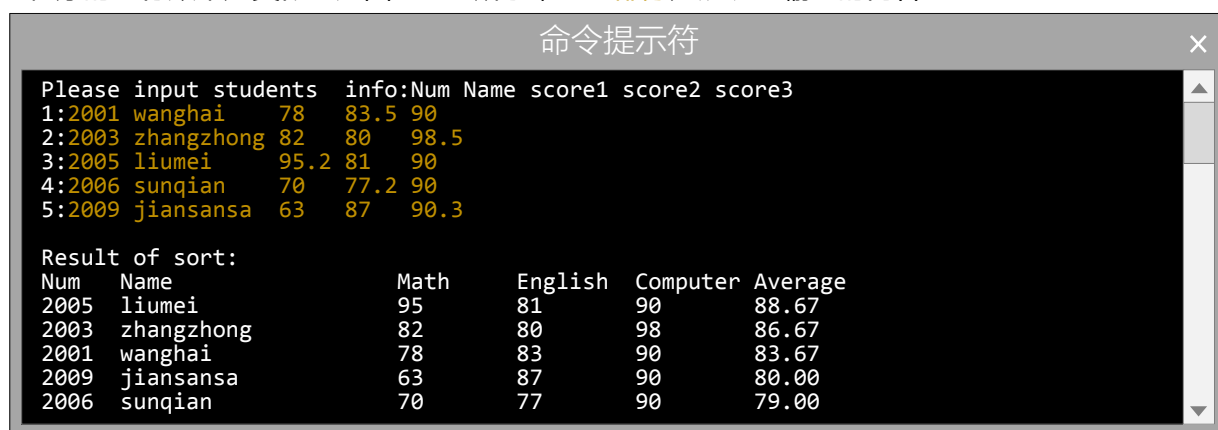 命令提示符 ×
Please input students info:Num Name score1 score2 score3
1:2001 wanghai 78 83.5 90
2:2003 zhangzhong 82 80 98.5
3:2005 liumei 95.2 81 90
4:2006 sunqian 70 77.2 90
5:2009 jiansansa 63 87 90.3
Result of sort:
Num Name Math English Computer Average
2005 liumei 95 81 90 88.67
2003 zhangzhong 82 80 98 86.67
2001 wanghai 78 83 90 83.67
2009 jiansansa 63 87 90 80.00
2006 sunqian 70 77 90 79.00